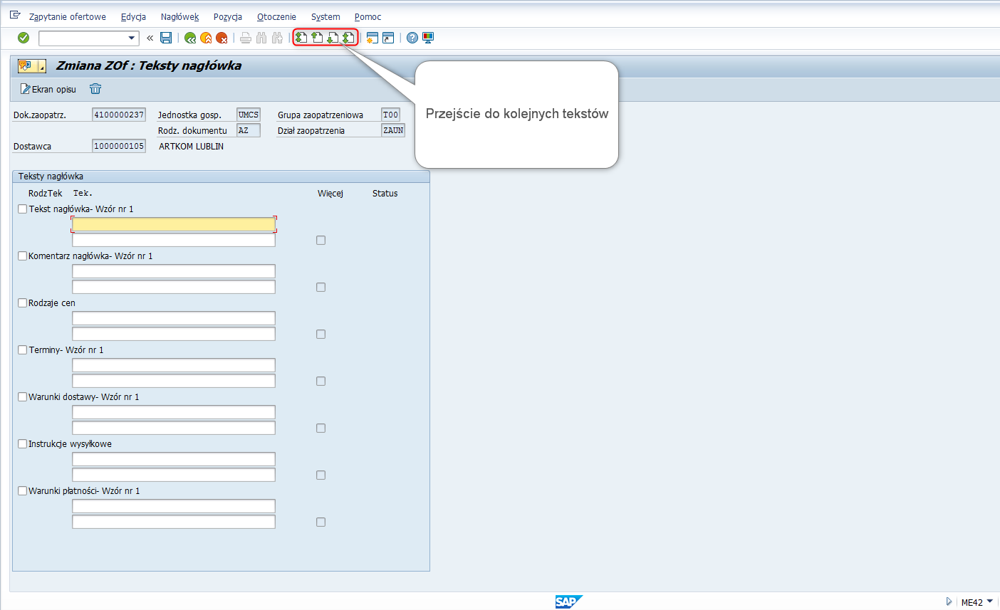 Zapytanie ofertowe Edycja Nagłówek Pozycja Otoczenie System Pomoc
Zmiana ZOf : Teksty nagłówka
Ekran opisu
Przejście do kolejnych tekstów
Dok.zaopatrz. 4100000237 Jednostka gosp. UMCS Grupa zaopatrzeniowa T00
Rodz. dokumentu AZ Dział zaopatrzenia ZAUN
Dostawca 1000000105 ARTKOM LUBLIN
Teksty nagłówka
RodzTek Tek. Więcej Status
Tekst nagłówka- Wzór nr 1
Komentarz nagłówka- Wzór nr 1
Rodzaje cen
Terminy- Wzór nr 1
Warunki dostawy- Wzór nr 1
Instrukcje wysyłkowe
Warunki płatności- Wzór nr 1
SAP ME42